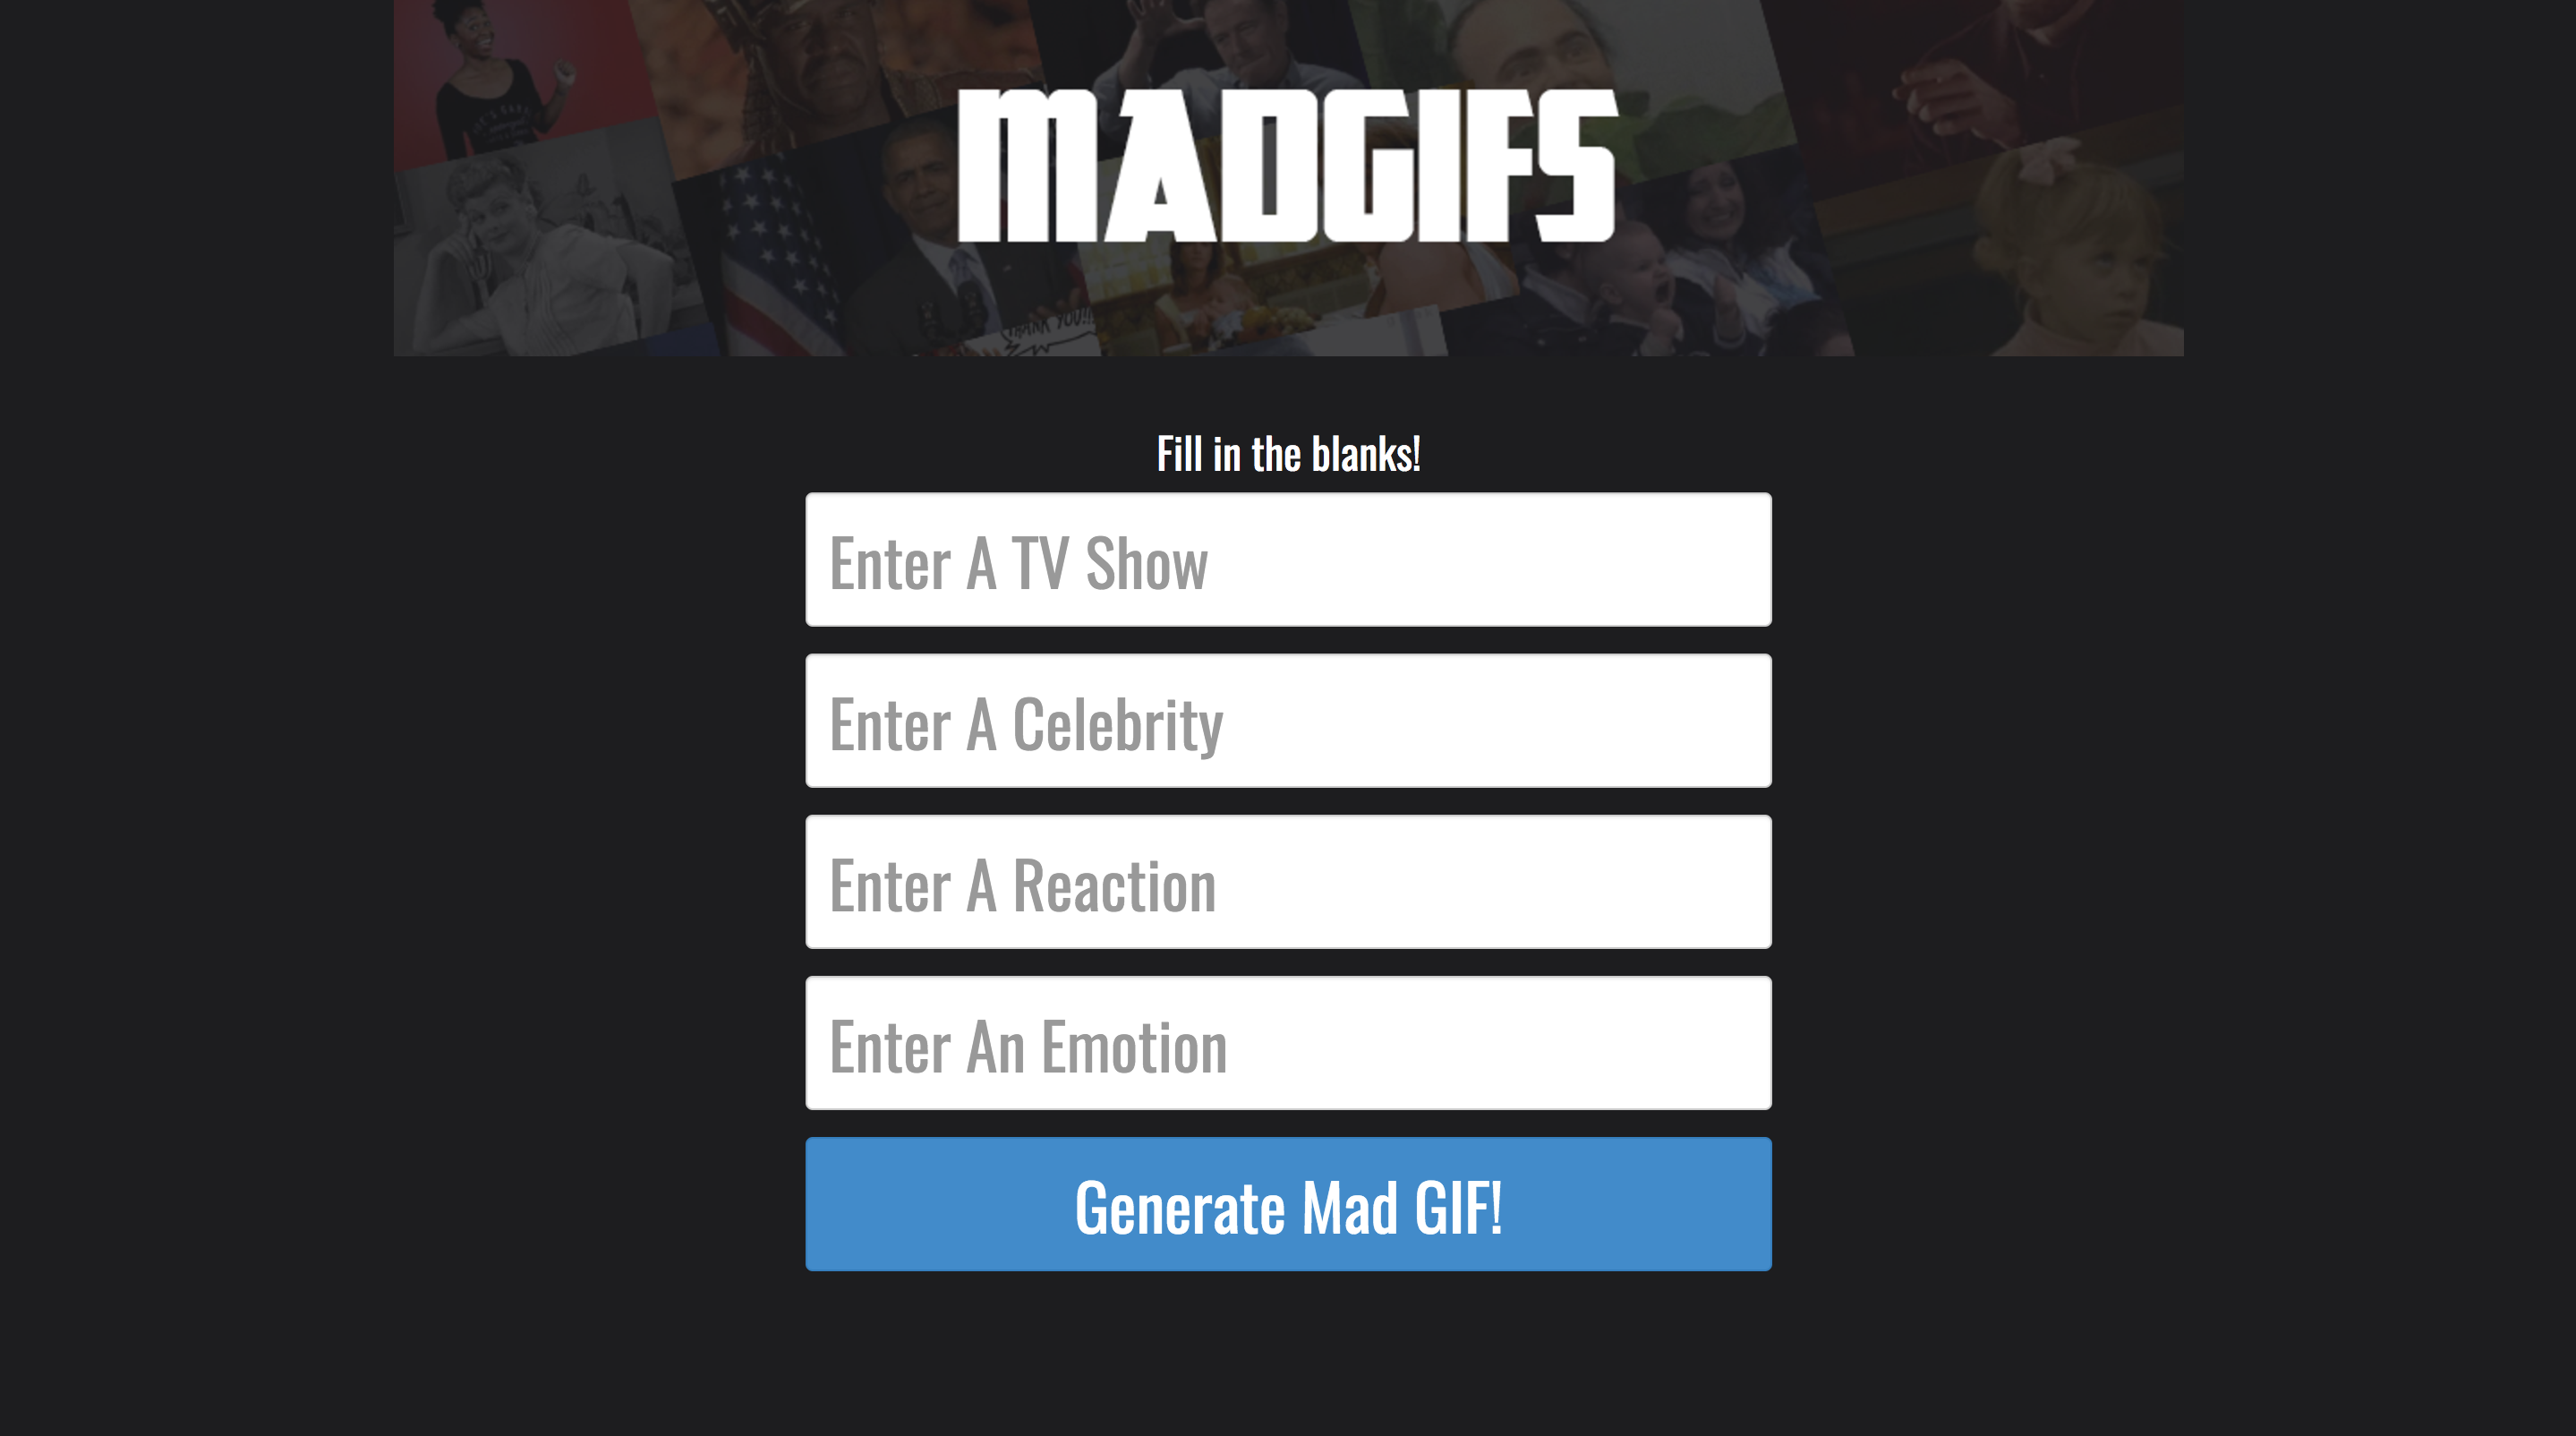 MADGIFS
THANK YOU!!!
Fill in the blanks!
Enter A TV Show
Enter A Celebrity
Enter A Reaction
Enter An Emotion
Generate Mad GIF!